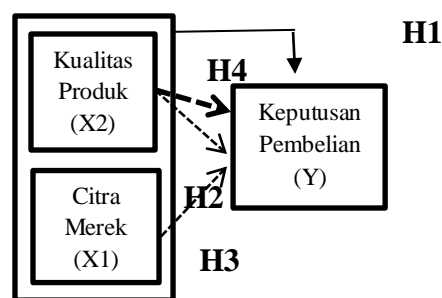 H1
Kualitas
Produk
(X2)
H4
Keputusan
Pembelian
(Y)
Citra
Merek
(X1)
H2
H3